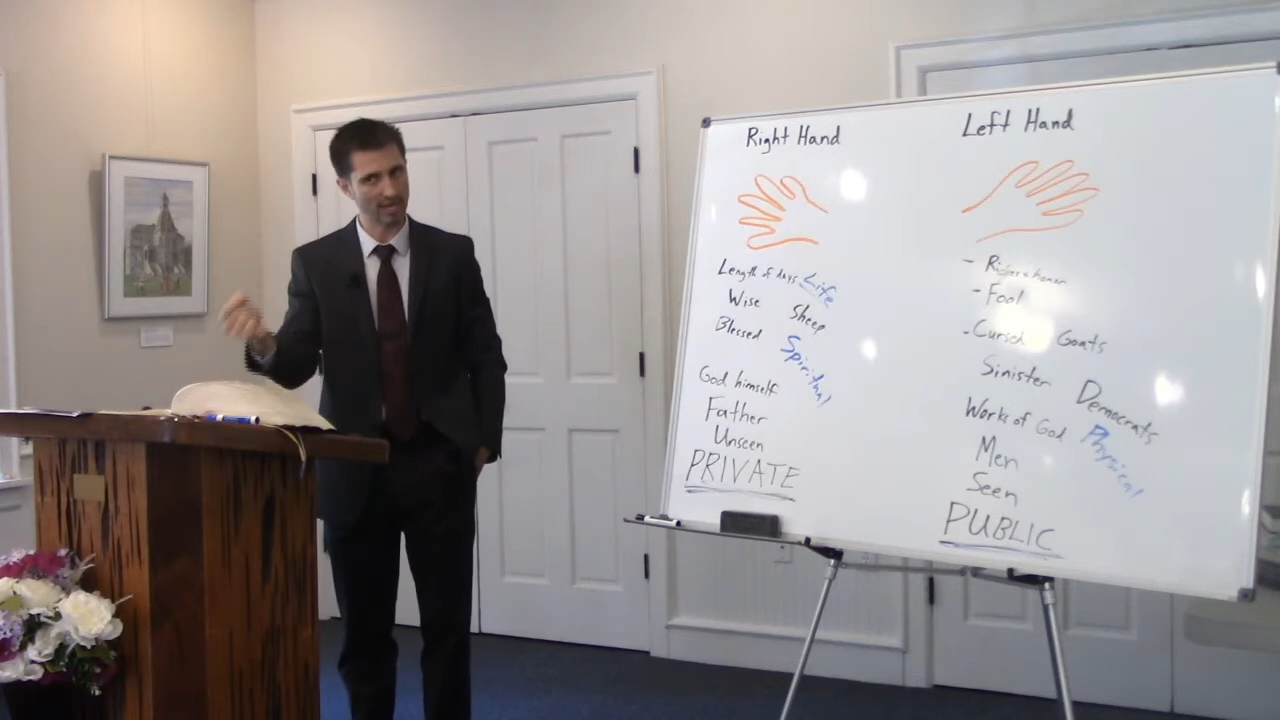 Right Hand
Length of days Life
Wise Sheep
Blessed Spiritual
God himself
Father
Unseen
PRIVATE
Left Hand
- Riches + honor
- Fool
- Cursed Goats
Sinister Democrats
Works of God Physical
Men
Seen
PUBLIC